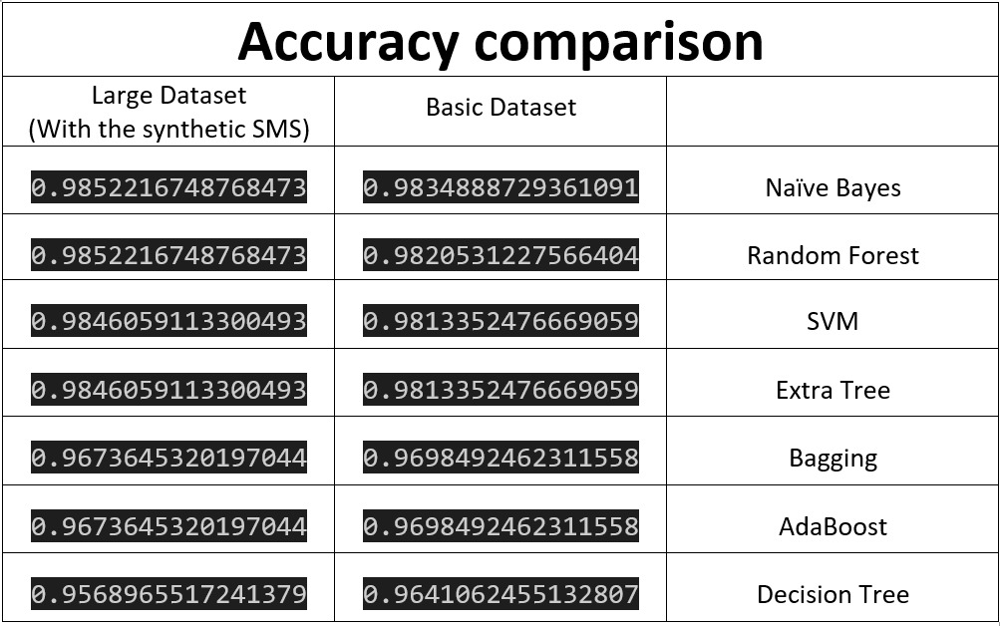 Accuracy comparison
Large Dataset
(With the synthetic SMS)
Basic Dataset
0.9852216748768473 0.9834888729361091 Naïve Bayes
0.9852216748768473 0.9820531227566404 Random Forest
0.9846059113300493 0.9813352476669059 SVM
0.9846059113300493 0.9813352476669059 Extra Tree
0.9673645320197044 0.9698492462311558 Bagging
0.9673645320197044 0.9698492462311558 AdaBoost
0.9568965517241379 0.9641062455132807 Decision Tree